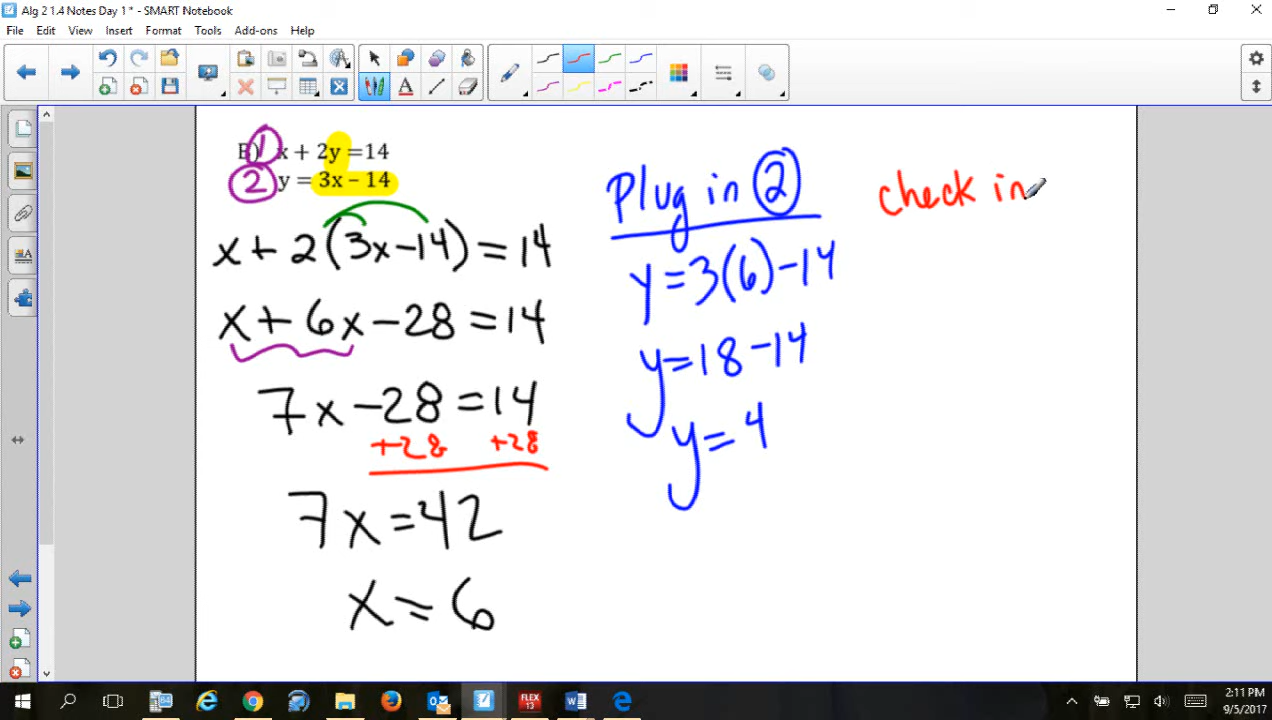 Alg 2 1.4 Notes Day 1 * - SMART Notebook
File Edit View Insert Format Tools Add-ons Help
B) x + 2y = 14
1
2 y = 3x − 14
x + 2(3x − 14) = 14
x + 6x − 28 = 14
7x − 28 = 14
+28 +28
7x = 42
x = 6
Plug in 2
y = 3(6) − 14
y = 18 − 14
y = 4
check in
FLEX 13
2:11 PM
9/5/2017